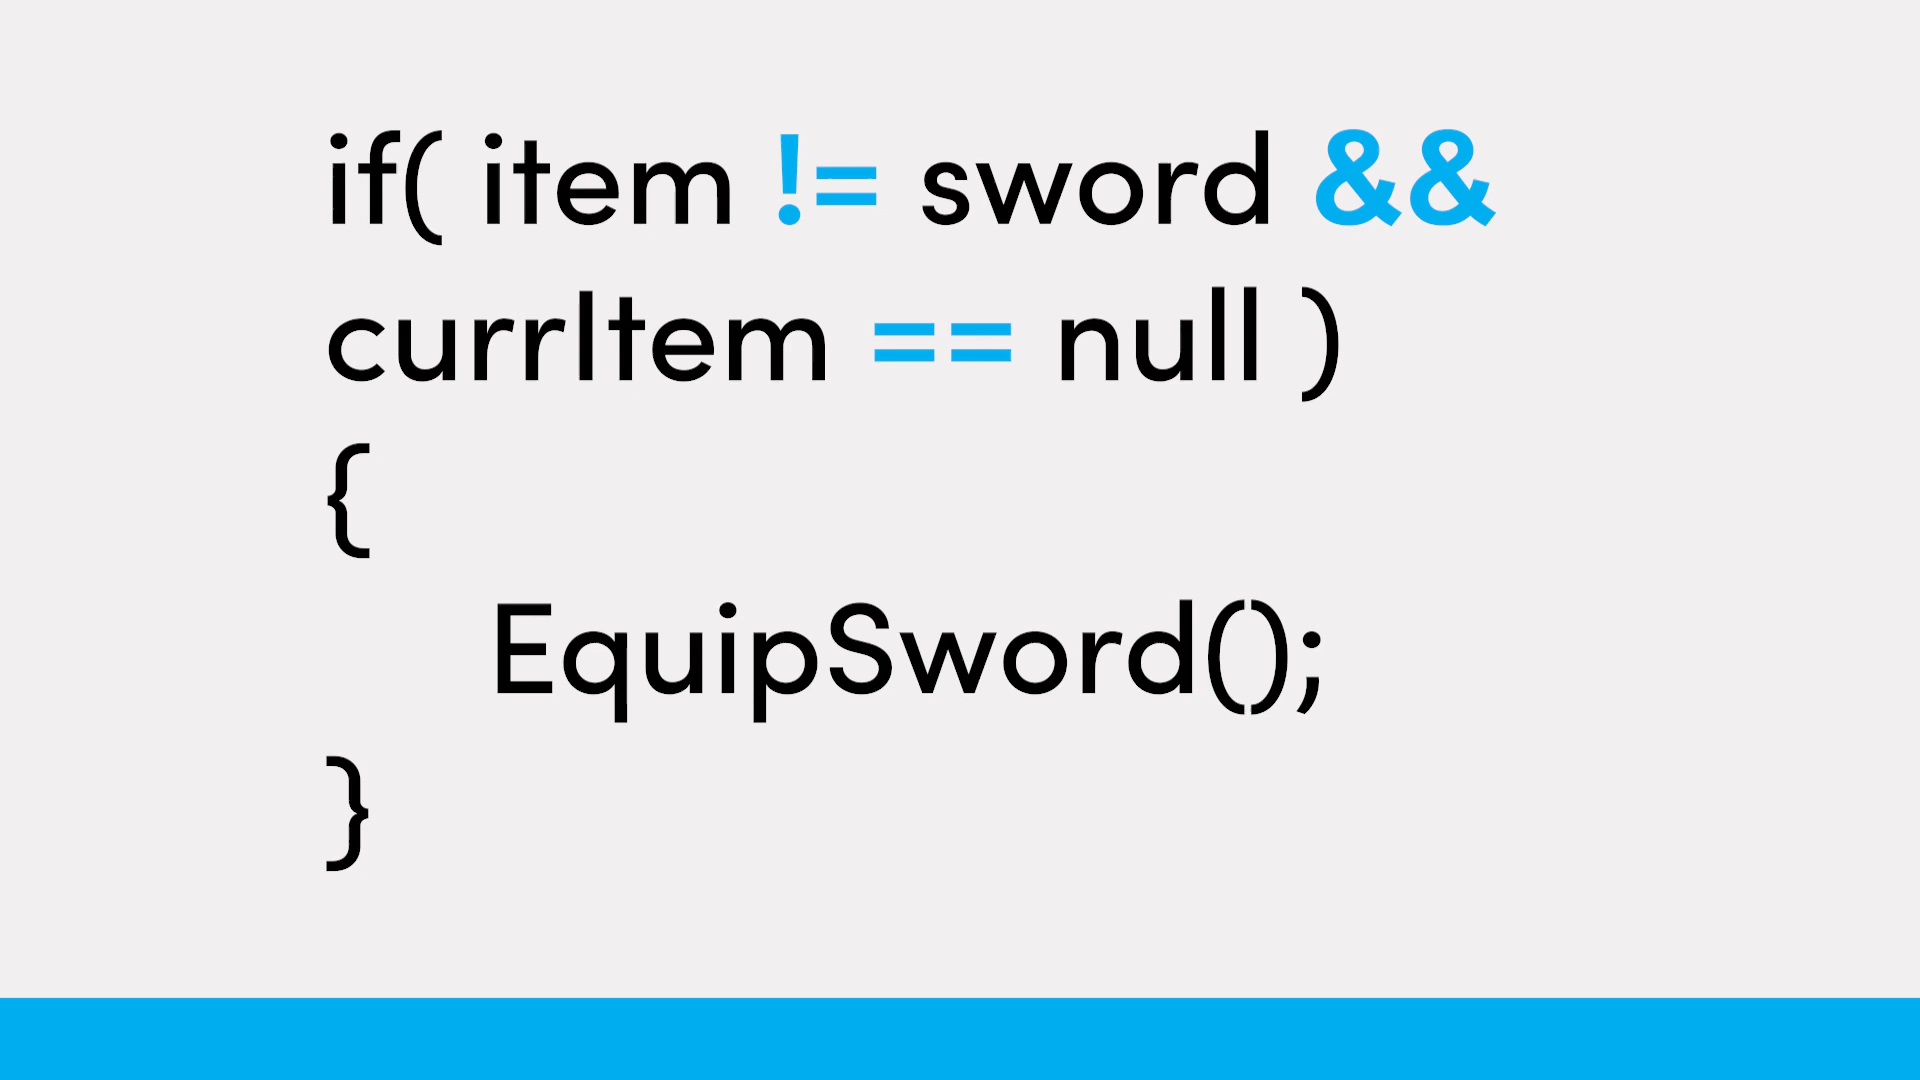 if( item != sword &&
currItem == null )
{
EquipSword();
}